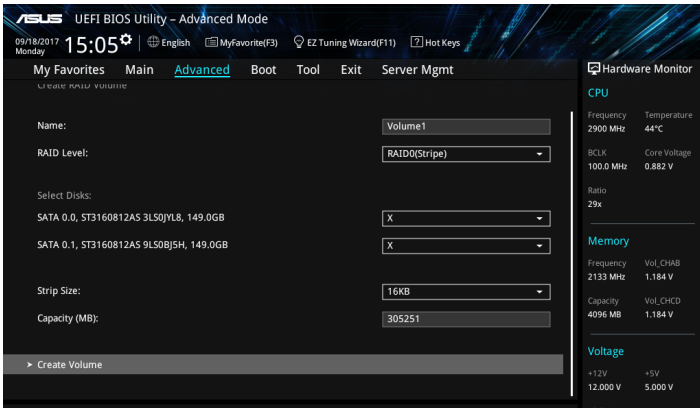 ASUS UEFI BIOS Utility – Advanced Mode
09/18/2017 Monday 15:05 English MyFavorite(F3) EZ Tuning Wizard(F11) ? Hot Keys
My Favorites Main Advanced Boot Tool Exit Server Mgmt
Create RAID Volume
Name: Volume1
RAID Level: RAID0(Stripe)
Select Disks:
SATA 0.0, ST3160812AS 3LS0JYL8, 149.0GB X
SATA 0.1, ST3160812AS 9LS0BJ5H, 149.0GB X
Strip Size: 16KB
Capacity (MB): 305251
> Create Volume
Hardware Monitor
CPU
Frequency Temperature
2900 MHz 44°C
BCLK Core Voltage
100.0 MHz 0.882 V
Ratio
29x
Memory
Frequency Vol_CHAB
2133 MHz 1.184 V
Capacity Vol_CHCD
4096 MB 1.184 V
Voltage
+12V +5V
12.000 V 5.000 V